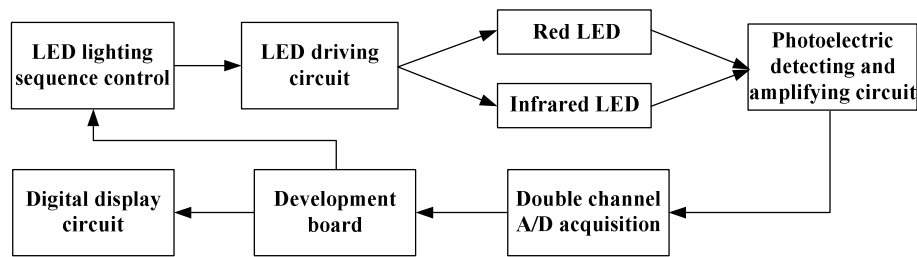 LED lighting
sequence control
LED driving
circuit
Red LED
Infrared LED
Photoelectric
detecting and
amplifying circuit
Digital display
circuit
Development
board
Double channel
A/D acquisition